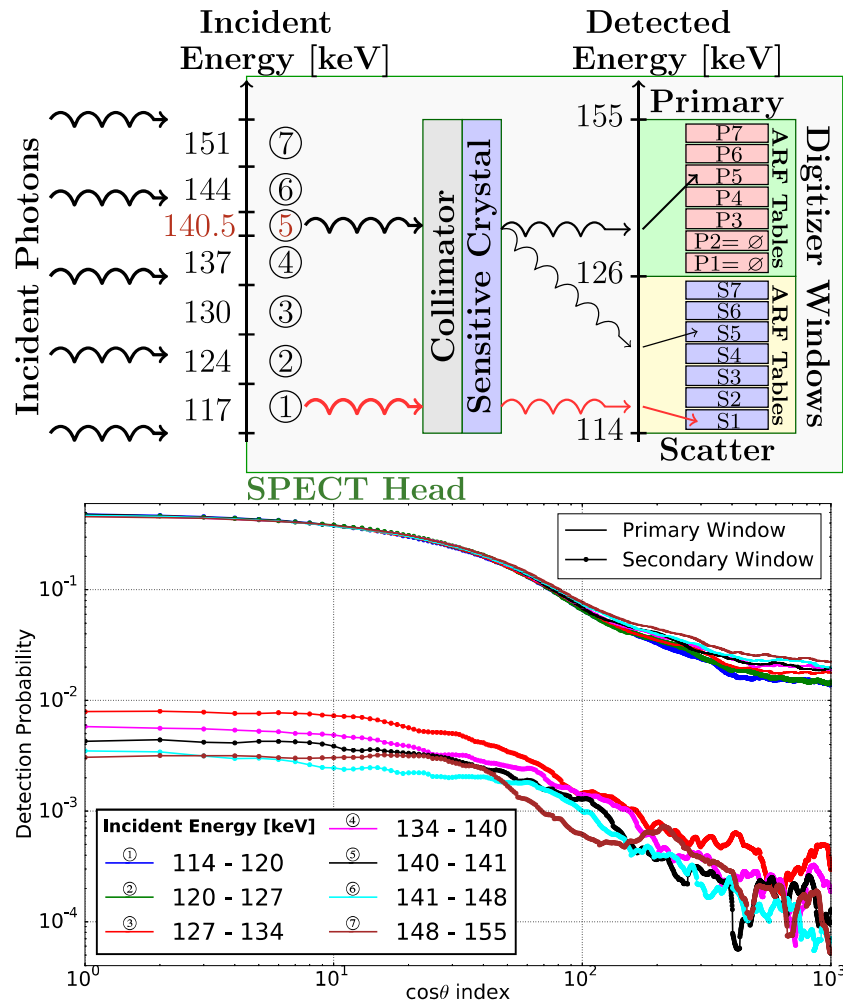 Incident
Energy [keV]
Detected
Energy [keV]
Incident Photons
151
144
140.5
137
130
124
117
⑦
⑥
⑤
④
③
②
①
Collimator
Sensitive Crystal
155
126
114
Primary
P7
P6
P5
P4
P3
P2= ∅
P1= ∅
ARF Tables
S7
S6
S5
S4
S3
S2
S1
ARF Tables
Scatter
Digitizer Windows
SPECT Head
Primary Window
Secondary Window
Detection Probability
10⁻¹
10⁻²
10⁻³
10⁻⁴
Incident Energy [keV]
① 114 - 120
② 120 - 127
③ 127 - 134
④ 134 - 140
⑤ 140 - 141
⑥ 141 - 148
⑦ 148 - 155
10⁰
10¹
10²
10³
cosθ index